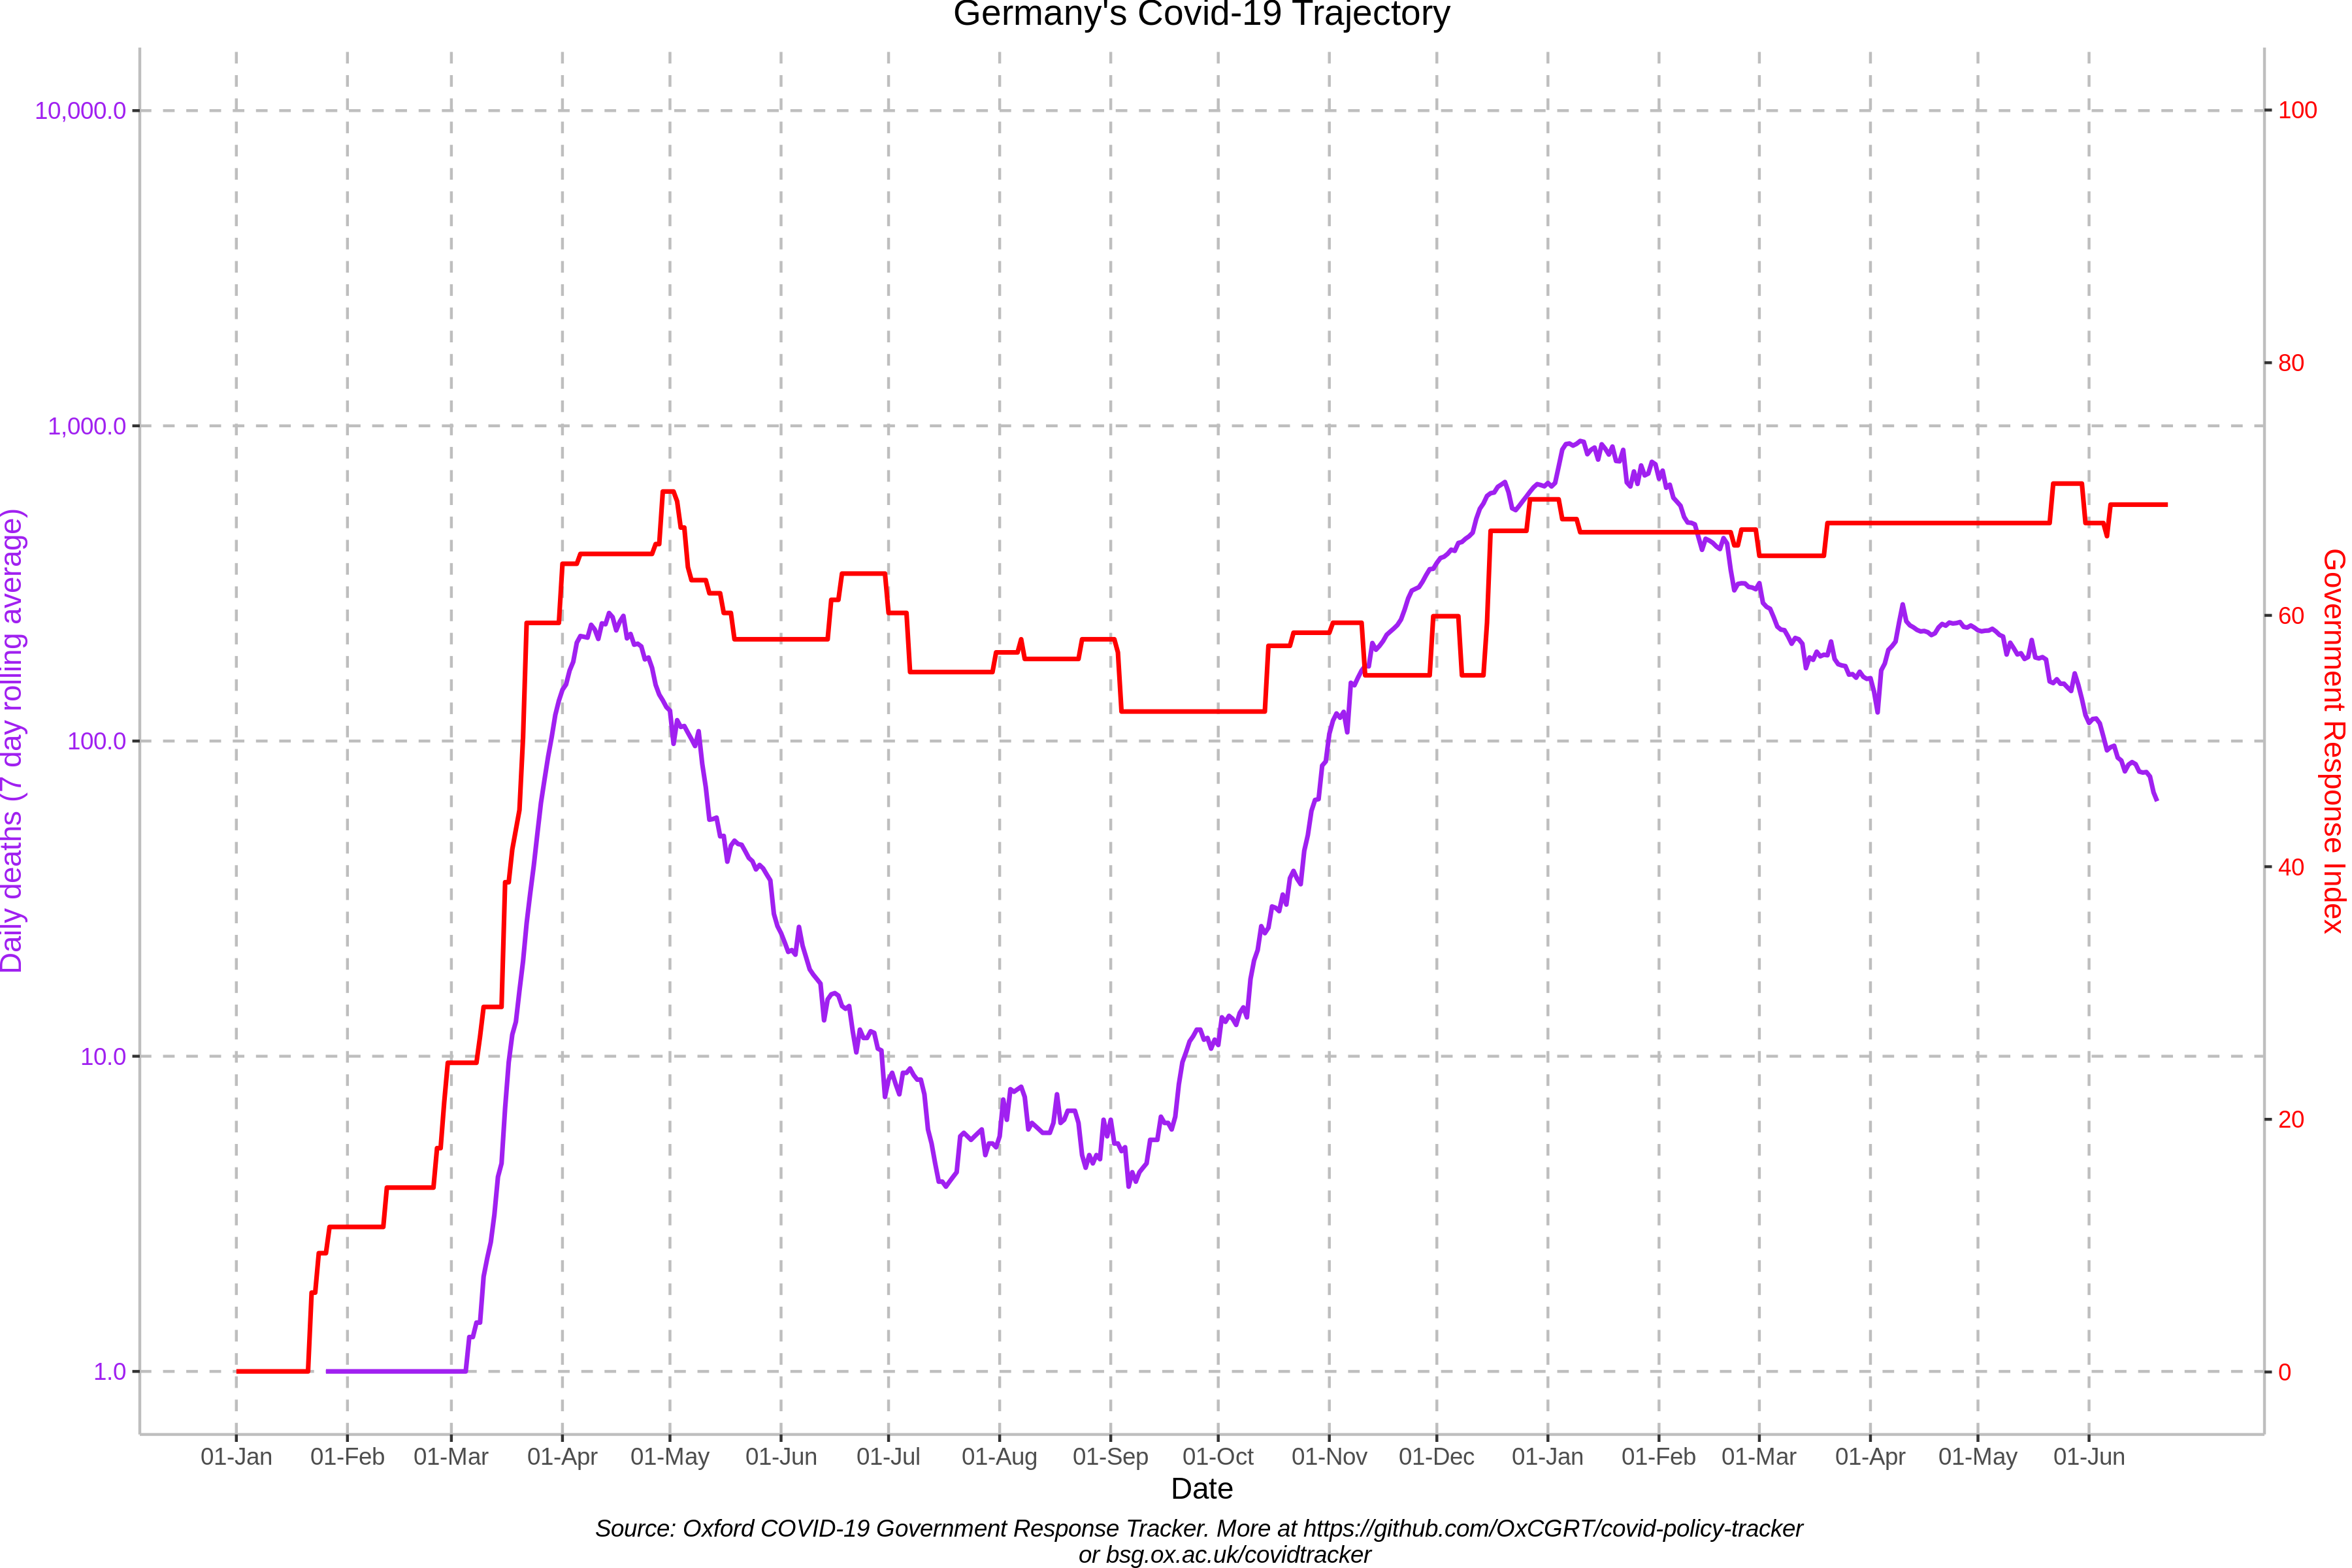 Germany's Covid-19 Trajectory
10,000.0
1,000.0
100.0
10.0
1.0
Daily deaths (7 day rolling average)
100
80
60
40
20
0
Government Response Index
01-Jan 01-Feb 01-Mar 01-Apr 01-May 01-Jun 01-Jul 01-Aug 01-Sep 01-Oct 01-Nov 01-Dec 01-Jan 01-Feb 01-Mar 01-Apr 01-May 01-Jun
Date
Source: Oxford COVID-19 Government Response Tracker. More at https://github.com/OxCGRT/covid-policy-tracker
or bsg.ox.ac.uk/covidtracker